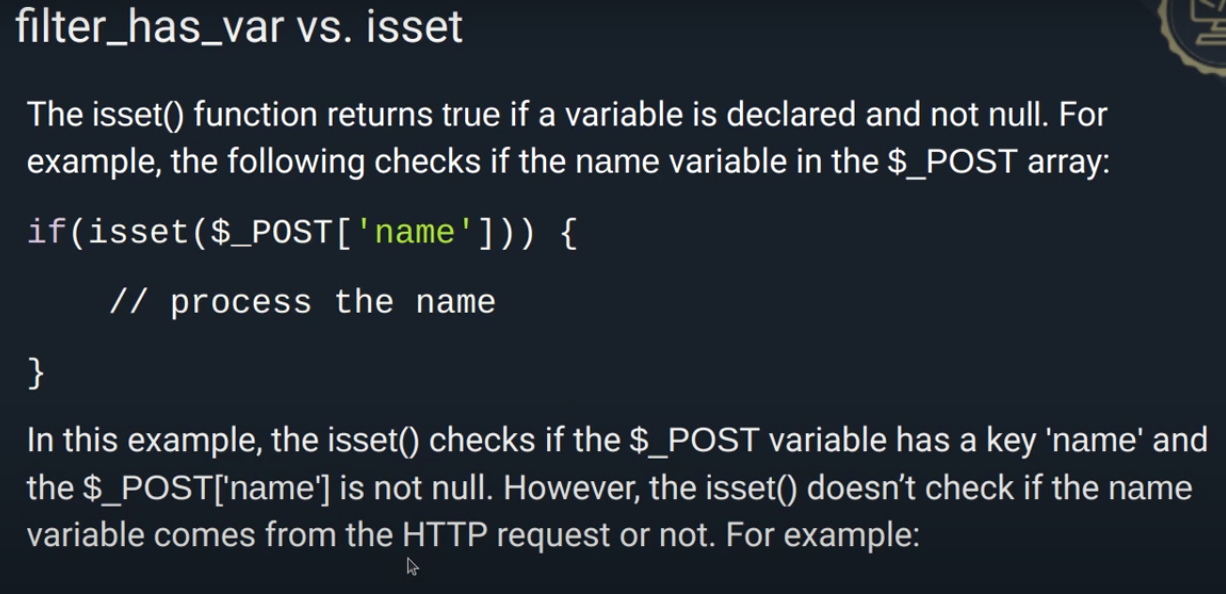 filter_has_var vs. isset
The isset() function returns true if a variable is declared and not null. For
example, the following checks if the name variable in the $_POST array:
if(isset($_POST['name'])) {
// process the name
}
In this example, the isset() checks if the $_POST variable has a key 'name' and
the $_POST['name'] is not null. However, the isset() doesn’t check if the name
variable comes from the HTTP request or not. For example: